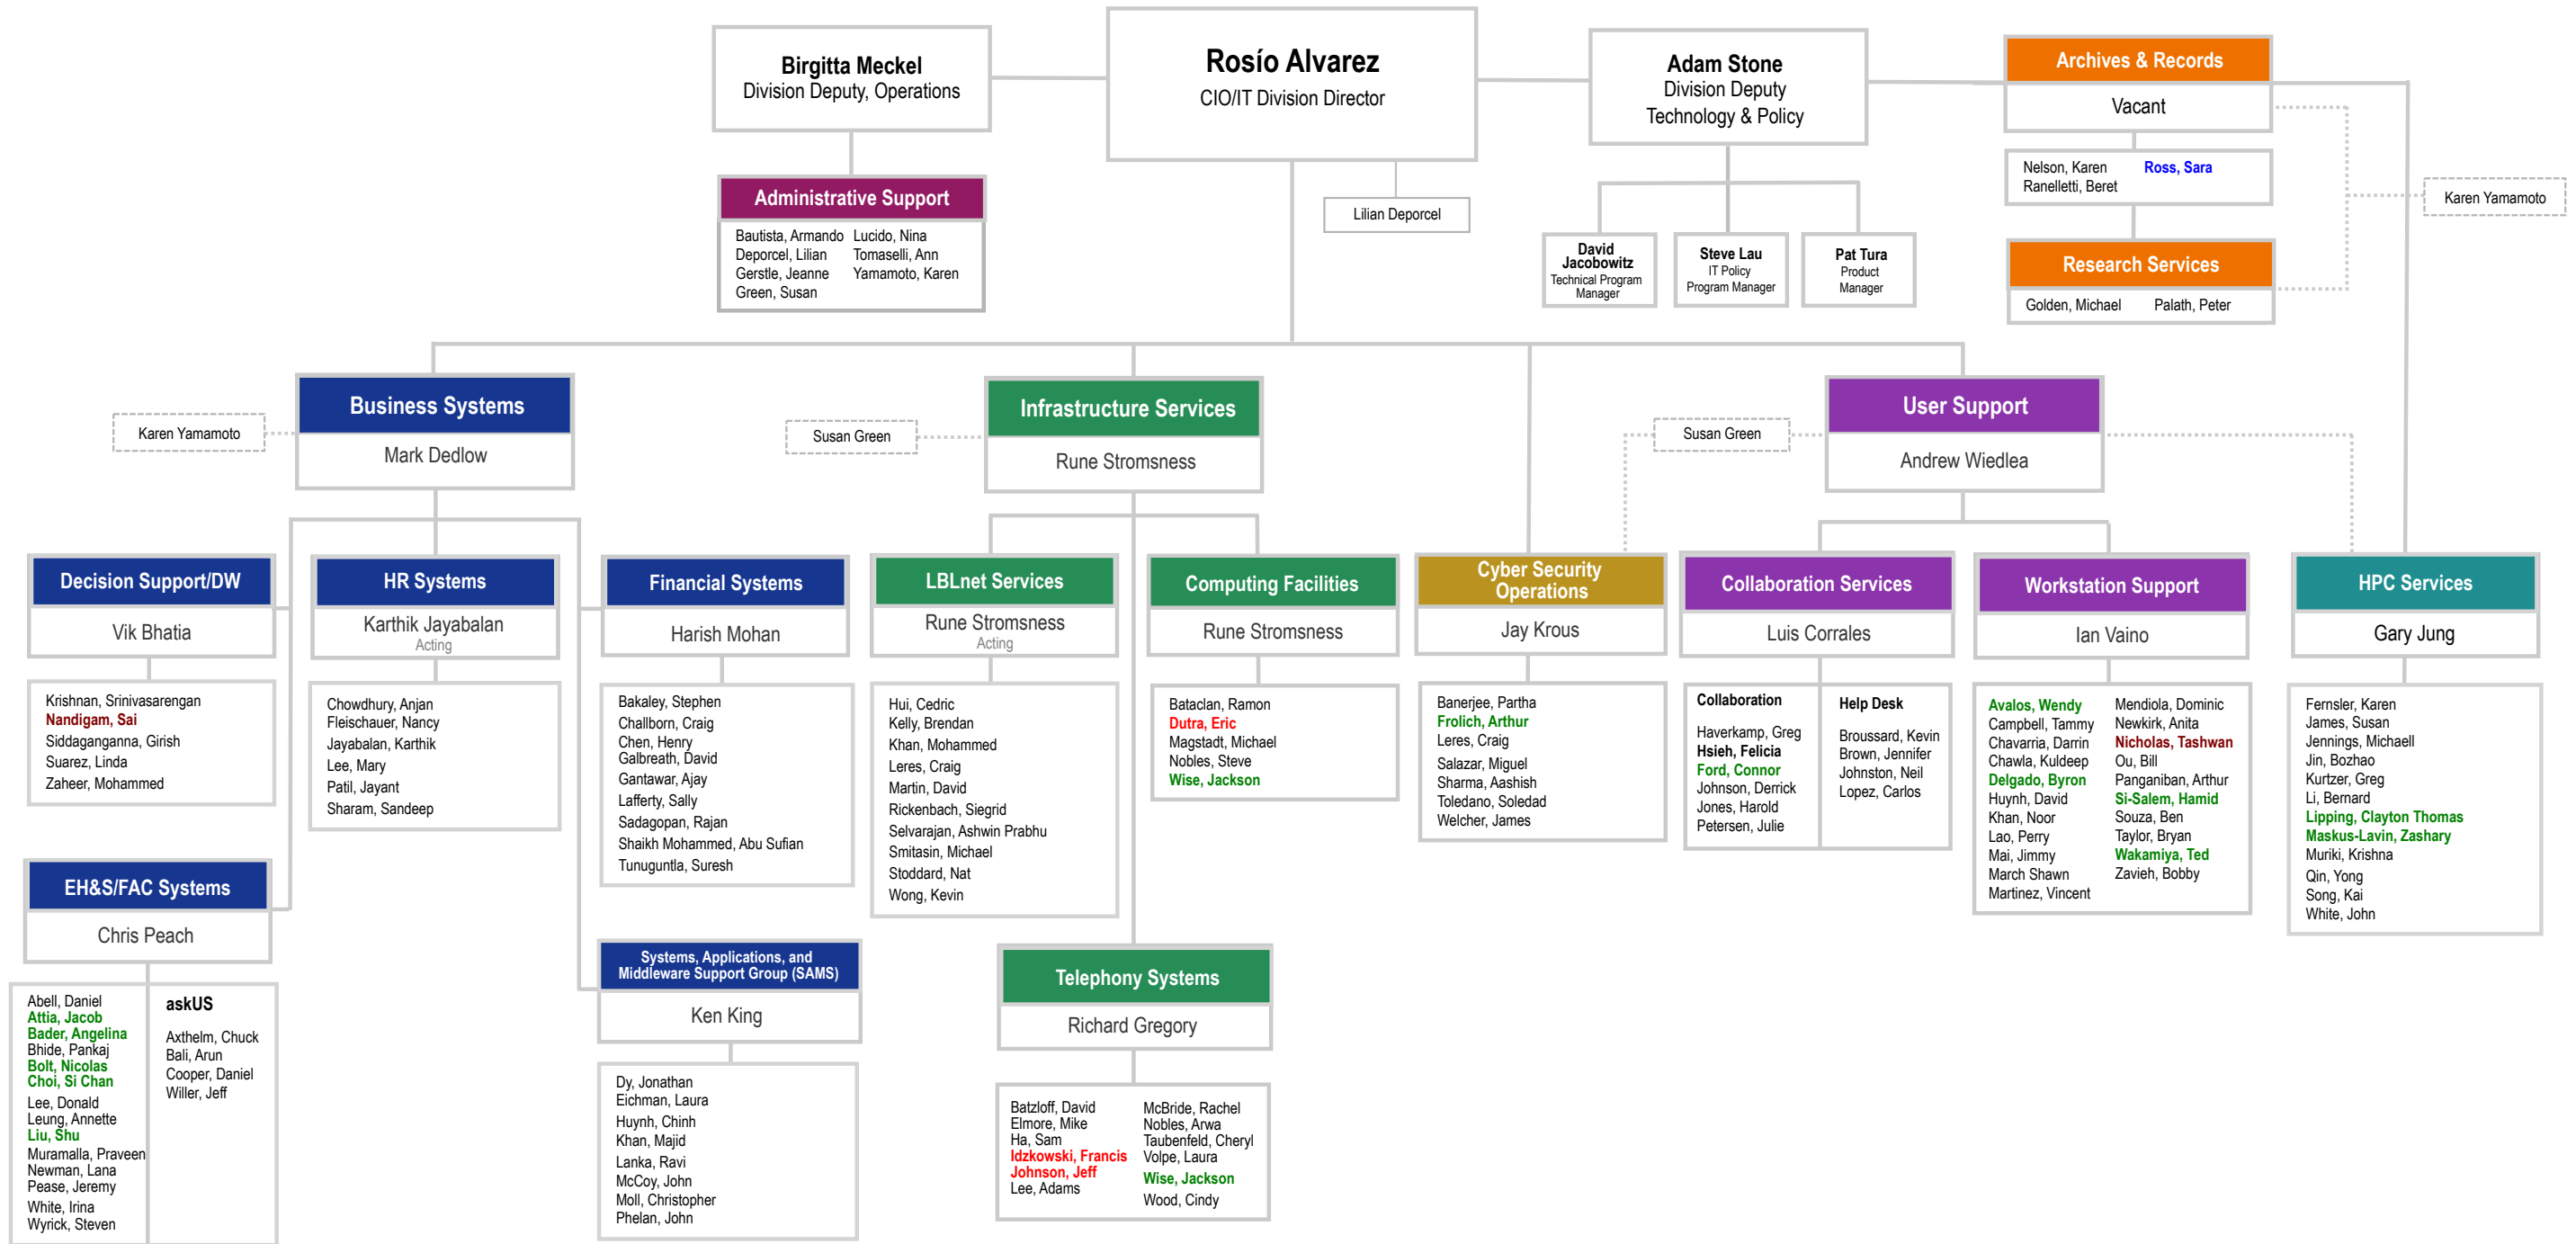 Birgitta Meckel
Division Deputy, Operations
Rosío Alvarez
CIO/IT Division Director
Adam Stone
Division Deputy
Technology & Policy
Archives & Records
Vacant
Nelson, Karen
Ranelletti, Beret
Ross, Sara
Karen Yamamoto
Administrative Support
Bautista, Armando
Deporcel, Lilian
Gerstle, Jeanne
Green, Susan
Lucido, Nina
Tomaselli, Ann
Yamamoto, Karen
Lilian Deporcel
David
Jacobowitz
Technical Program
Manager
Steve Lau
IT Policy
Program Manager
Pat Tura
Product
Manager
Research Services
Golden, Michael
Palath, Peter
Business Systems
Mark Dedlow
Karen Yamamoto
Infrastructure Services
Rune Stromsness
Susan Green
User Support
Andrew Wiedlea
Susan Green
Decision Support/DW
Vik Bhatia
Krishnan, Srinivasarengan
Nandigam, Sai
Siddaganganna, Girish
Suarez, Linda
Zaheer, Mohammed
HR Systems
Karthik Jayabalan
Acting
Chowdhury, Anjan
Fleischauer, Nancy
Jayabalan, Karthik
Lee, Mary
Patil, Jayant
Sharam, Sandeep
Financial Systems
Harish Mohan
Bakaley, Stephen
Challborn, Craig
Chen, Henry
Galbreath, David
Gantawar, Ajay
Lafferty, Sally
Sadagopan, Rajan
Shaikh Mohammed, Abu Sufian
Tunuguntla, Suresh
LBLnet Services
Rune Stromsness
Acting
Hui, Cedric
Kelly, Brendan
Khan, Mohammed
Leres, Craig
Martin, David
Rickenbach, Siegrid
Selvarajan, Ashwin Prabhu
Smitasin, Michael
Stoddard, Nat
Wong, Kevin
Computing Facilities
Rune Stromsness
Bataclan, Ramon
Dutra, Eric
Magstadt, Michael
Nobles, Steve
Wise, Jackson
Cyber Security
Operations
Jay Krous
Banerjee, Partha
Frolich, Arthur
Leres, Craig
Salazar, Miguel
Sharma, Aashish
Toledano, Soledad
Welcher, James
Collaboration Services
Luis Corrales
Collaboration
Haverkamp, Greg
Hsieh, Felicia
Ford, Connor
Johnson, Derrick
Jones, Harold
Petersen, Julie
Help Desk
Broussard, Kevin
Brown, Jennifer
Johnston, Neil
Lopez, Carlos
Workstation Support
Ian Vaino
Avalos, Wendy
Campbell, Tammy
Chavarria, Darrin
Chawla, Kuldeep
Delgado, Byron
Huynh, David
Khan, Noor
Lao, Perry
Mai, Jimmy
March Shawn
Martinez, Vincent
Mendiola, Dominic
Newkirk, Anita
Nicholas, Tashwan
Ou, Bill
Panganiban, Arthur
Si-Salem, Hamid
Souza, Ben
Taylor, Bryan
Wakamiya, Ted
Zavieh, Bobby
HPC Services
Gary Jung
Fernsler, Karen
James, Susan
Jennings, Michaell
Jin, Bozhao
Kurtzer, Greg
Li, Bernard
Lipping, Clayton Thomas
Maskus-Lavin, Zashary
Muriki, Krishna
Qin, Yong
Song, Kai
White, John
EH&S/FAC Systems
Chris Peach
Abell, Daniel
Attia, Jacob
Bader, Angelina
Bhide, Pankaj
Bolt, Nicolas
Choi, Si Chan
Lee, Donald
Leung, Annette
Liu, Shu
Muramalla, Praveen
Newman, Lana
Pease, Jeremy
White, Irina
Wyrick, Steven
askUS
Axthelm, Chuck
Bali, Arun
Cooper, Daniel
Willer, Jeff
Systems, Applications, and
Middleware Support Group (SAMS)
Ken King
Dy, Jonathan
Eichman, Laura
Huynh, Chinh
Khan, Majid
Lanka, Ravi
McCoy, John
Moll, Christopher
Phelan, John
Telephony Systems
Richard Gregory
Batzloff, David
Elmore, Mike
Ha, Sam
Idzkowski, Francis
Johnson, Jeff
Lee, Adams
McBride, Rachel
Nobles, Arwa
Taubenfeld, Cheryl
Volpe, Laura
Wise, Jackson
Wood, Cindy